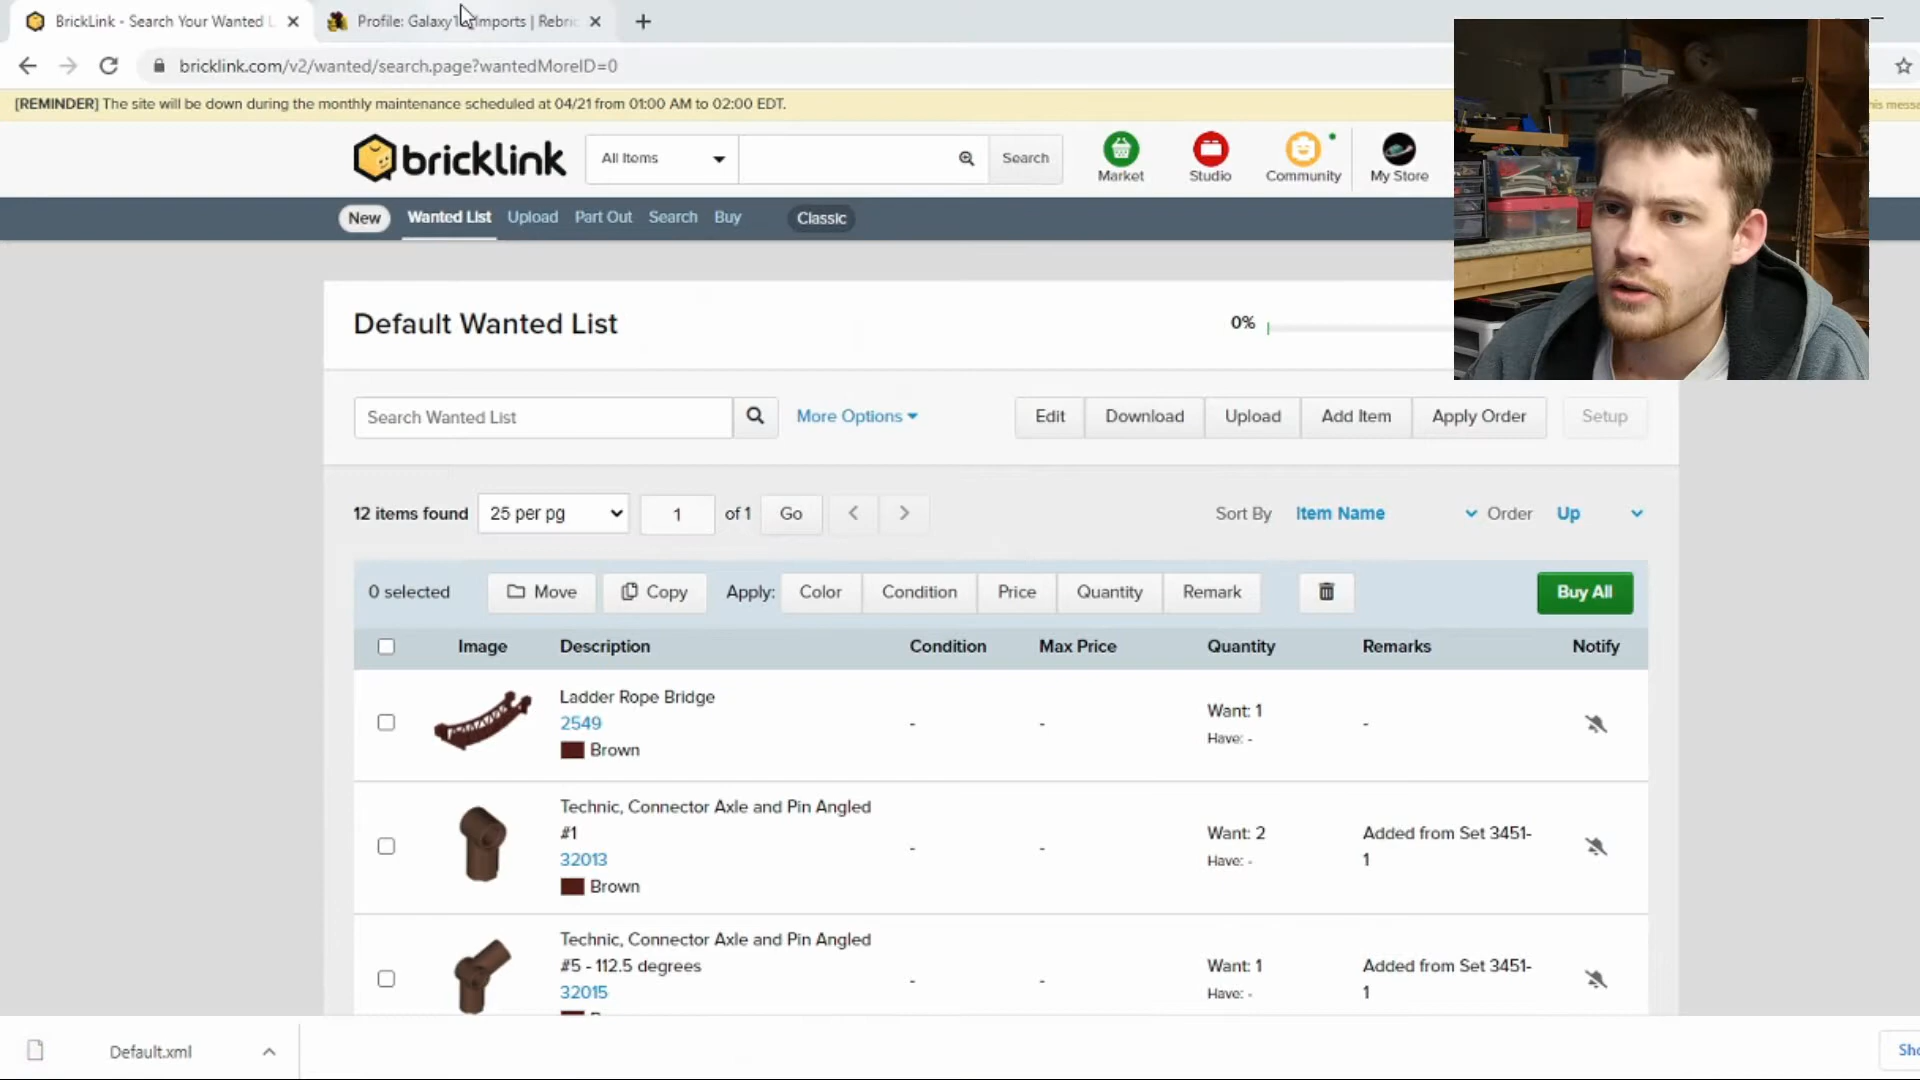 BrickLink - Search Your Wanted L
Profile: Galaxy12 Imports | Rebric
bricklink.com/v2/wanted/search.page?wantedMoreID=0
[REMINDER] The site will be down during the monthly maintenance scheduled at 04/21 from 01:00 AM to 02:00 EDT.
his messa
bricklink
All Items
Search
Market
Studio
Community
My Store
New
Wanted List
Upload
Part Out
Search
Buy
Classic
Default Wanted List
0%
Search Wanted List
More Options
Edit
Download
Upload
Add Item
Apply Order
Setup
12 items found
25 per pg
1
of 1
Go
Sort By
Item Name
Order
Up
0 selected
Move
Copy
Apply:
Color
Condition
Price
Quantity
Remark
Buy All
Image
Description
Condition
Max Price
Quantity
Remarks
Notify
Ladder Rope Bridge
2549
Brown
-
-
Want: 1
Have: -
-
Technic, Connector Axle and Pin Angled
#1
32013
Brown
-
-
Want: 2
Have: -
Added from Set 3451-
1
Technic, Connector Axle and Pin Angled
#5 - 112.5 degrees
32015
-
-
Want: 1
Have: -
Added from Set 3451-
1
Default.xml
Sho